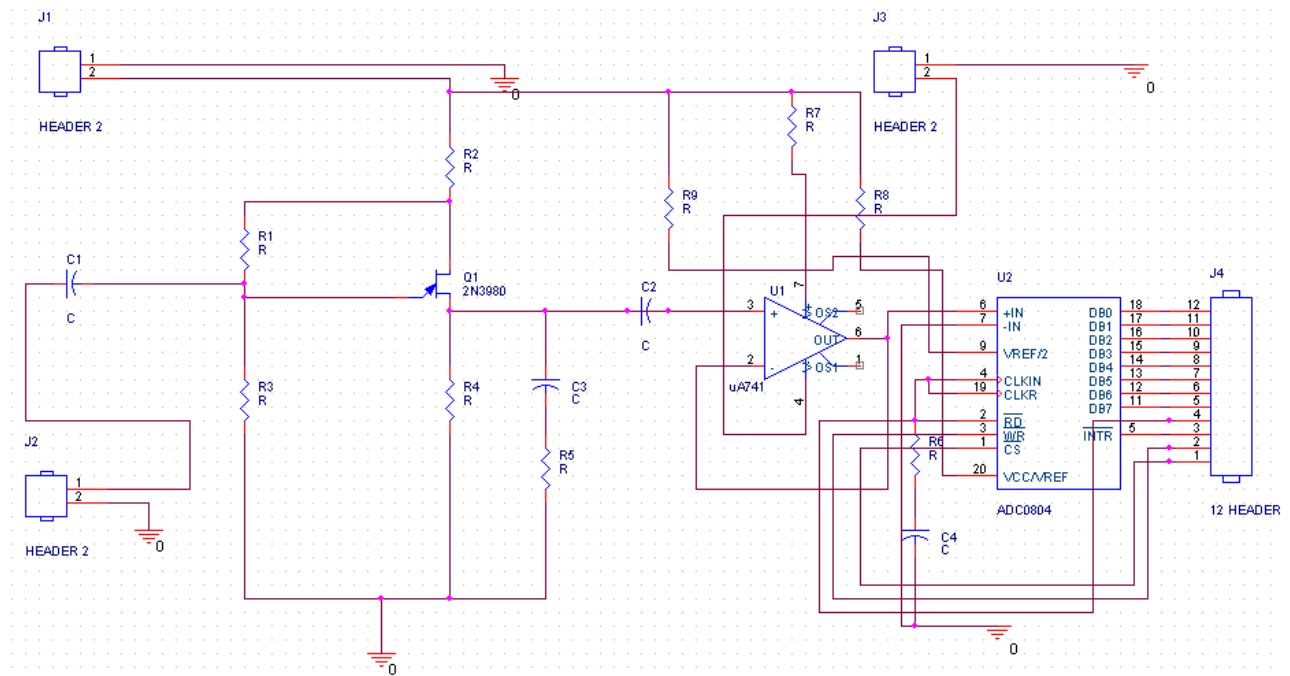 J1
1
2
HEADER 2
0
J3
1
2
HEADER 2
0
R2
R
R7
R
R9
R
R8
R
R1
R
C1
C
Q1
2N3980
C2
C
R3
R
R4
R
C3
C
R5
R
J2
1
2
HEADER 2
0
0
U1
3
+
2
-
7
+
OS2
5
OUT
6
OS1
1
4
uA741
U2
6 +IN
7 -IN
9 VREF/2
4 CLKIN
19 CLKR
2 RD
3 WR
1 CS
20 VCC/VREF
DB0 18
DB1 17
DB2 16
DB3 15
DB4 14
DB5 13
DB6 12
DB7 11
INTR 5
ADC0804
R6
R
C4
C
0
J4
12
11
10
9
8
7
6
5
4
3
2
1
12 HEADER